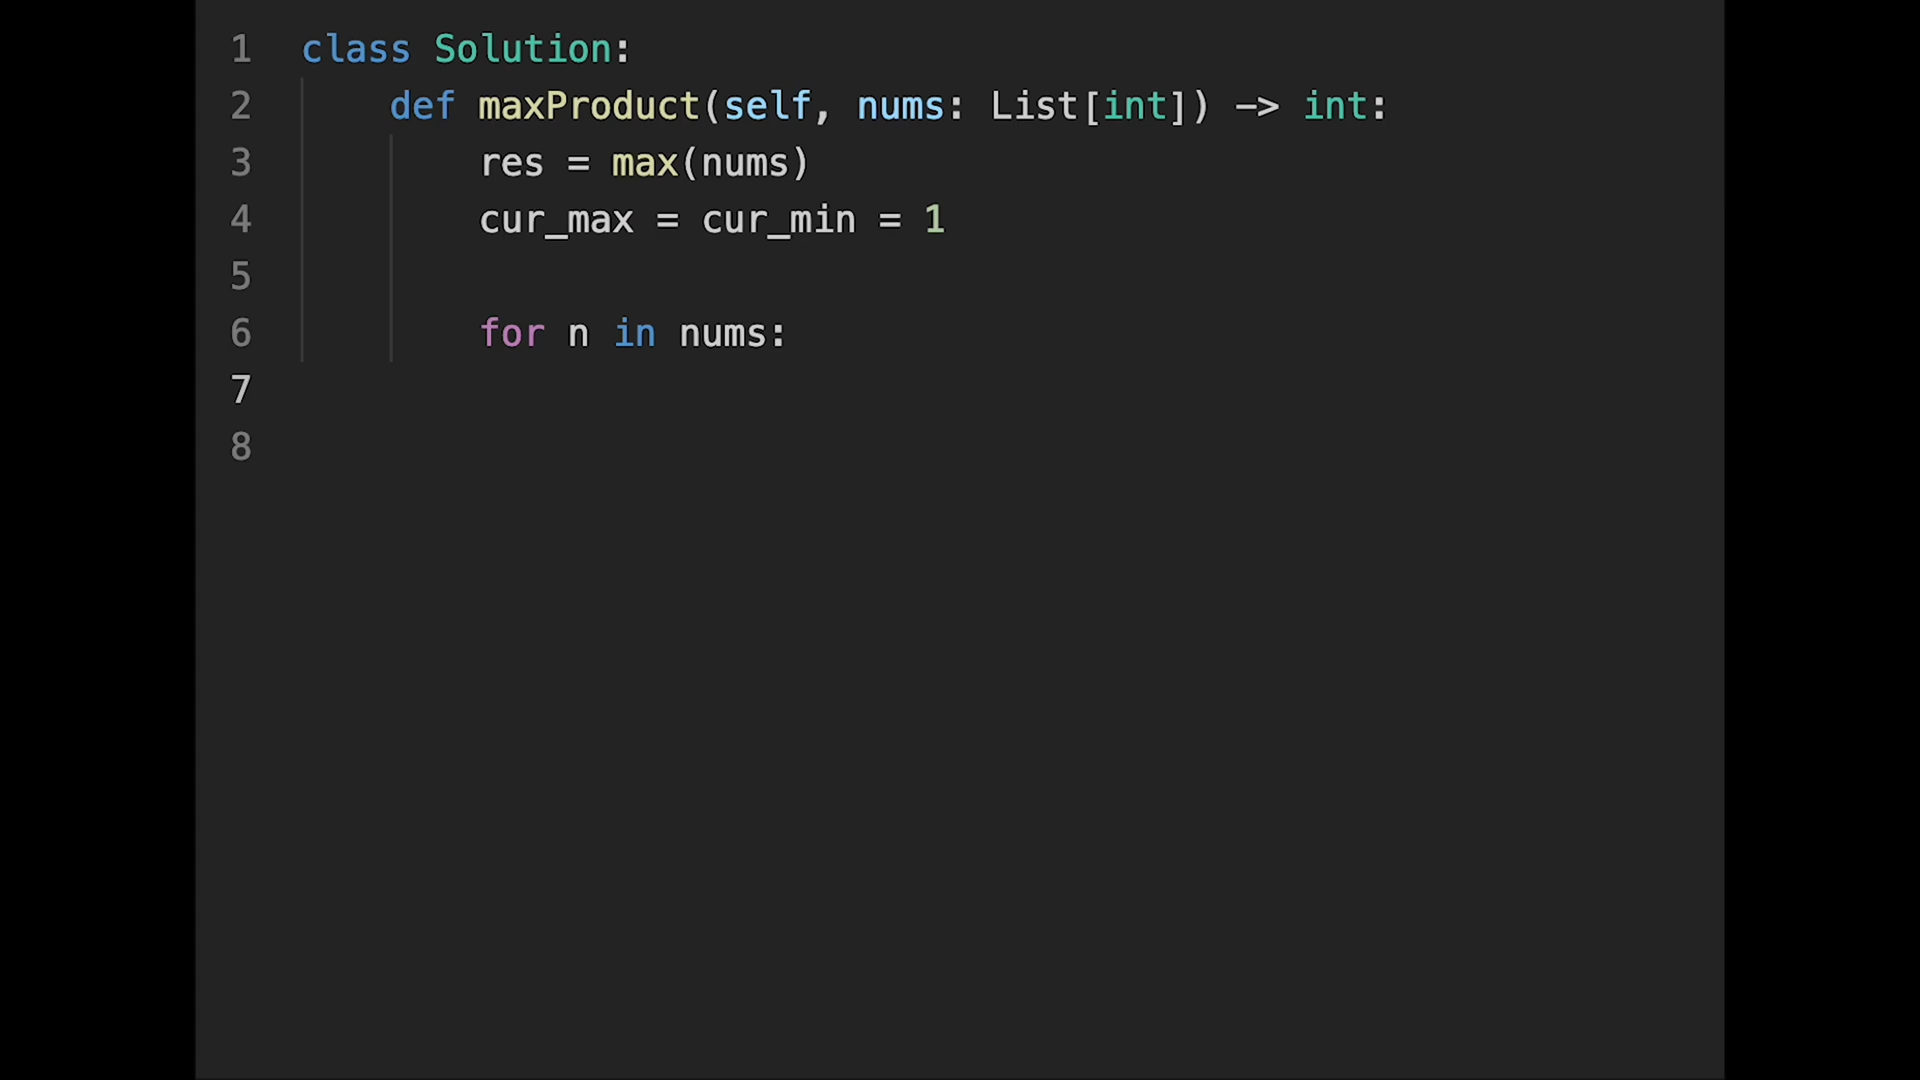 1 class Solution:
2     def maxProduct(self, nums: List[int]) -> int:
3         res = max(nums)
4         cur_max = cur_min = 1
5
6         for n in nums:
7
8